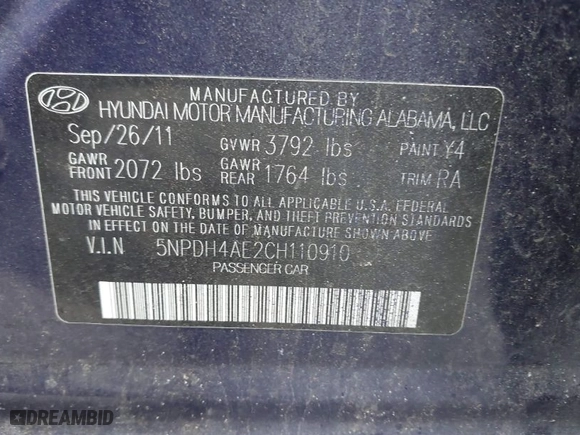 MANUFACTURED BY
HYUNDAI MOTOR MANUFACTURING ALABAMA, LLC
Sep/26/11 GVWR 3792 lbs PAINT Y4
GAWR FRONT 2072 lbs GAWR REAR 1764 lbs TRIM RA
THIS VEHICLE CONFORMS TO ALL APPLICABLE U.S.A. FEDERAL
MOTOR VEHICLE SAFETY, BUMPER, AND THEFT PREVENTION STANDARDS
IN EFFECT ON THE DATE OF MANUFACTURE SHOWN ABOVE.
V.I.N 5NPDH4AE2CH110910
PASSENGER CAR
DREAMBID